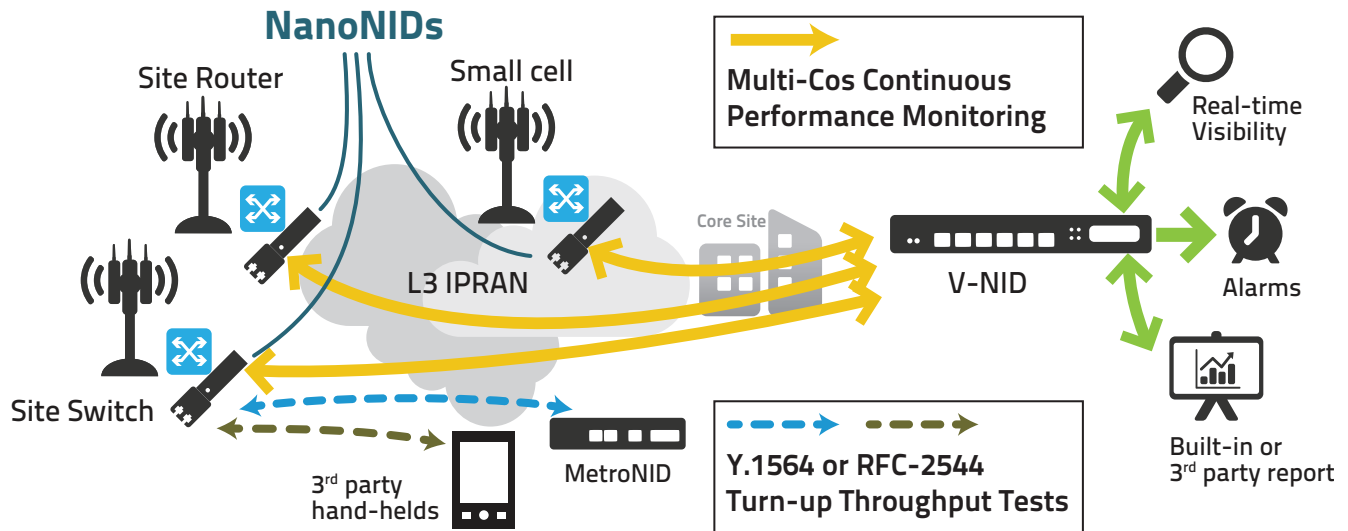 NanoNIDs
Site Router
Small cell
Multi-Cos Continuous
Performance Monitoring
Real-time
Visibility
Core Site
L3 IPRAN
V-NID
Alarms
Site Switch
MetroNID
3rd party
hand-helds
Y.1564 or RFC-2544
Turn-up Throughput Tests
Built-in or
3rd party report